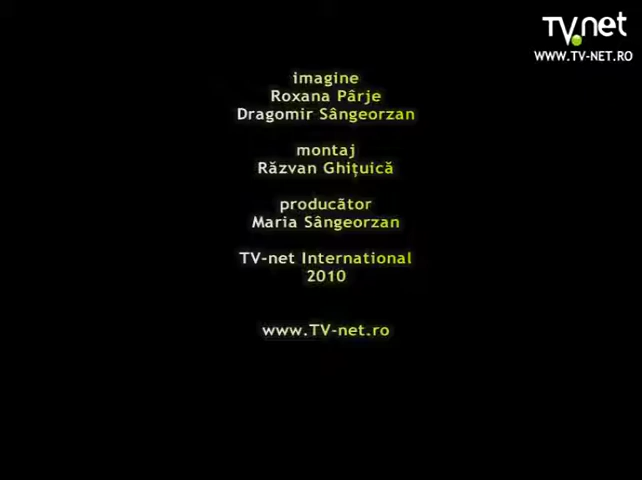 TV.net
WWW.TV-NET.RO
imagine
Roxana Pârje
Dragomir Sângeorzan
montaj
Răzvan Ghițuică
producător
Maria Sângeorzan
TV-net International
2010
www.TV-net.ro